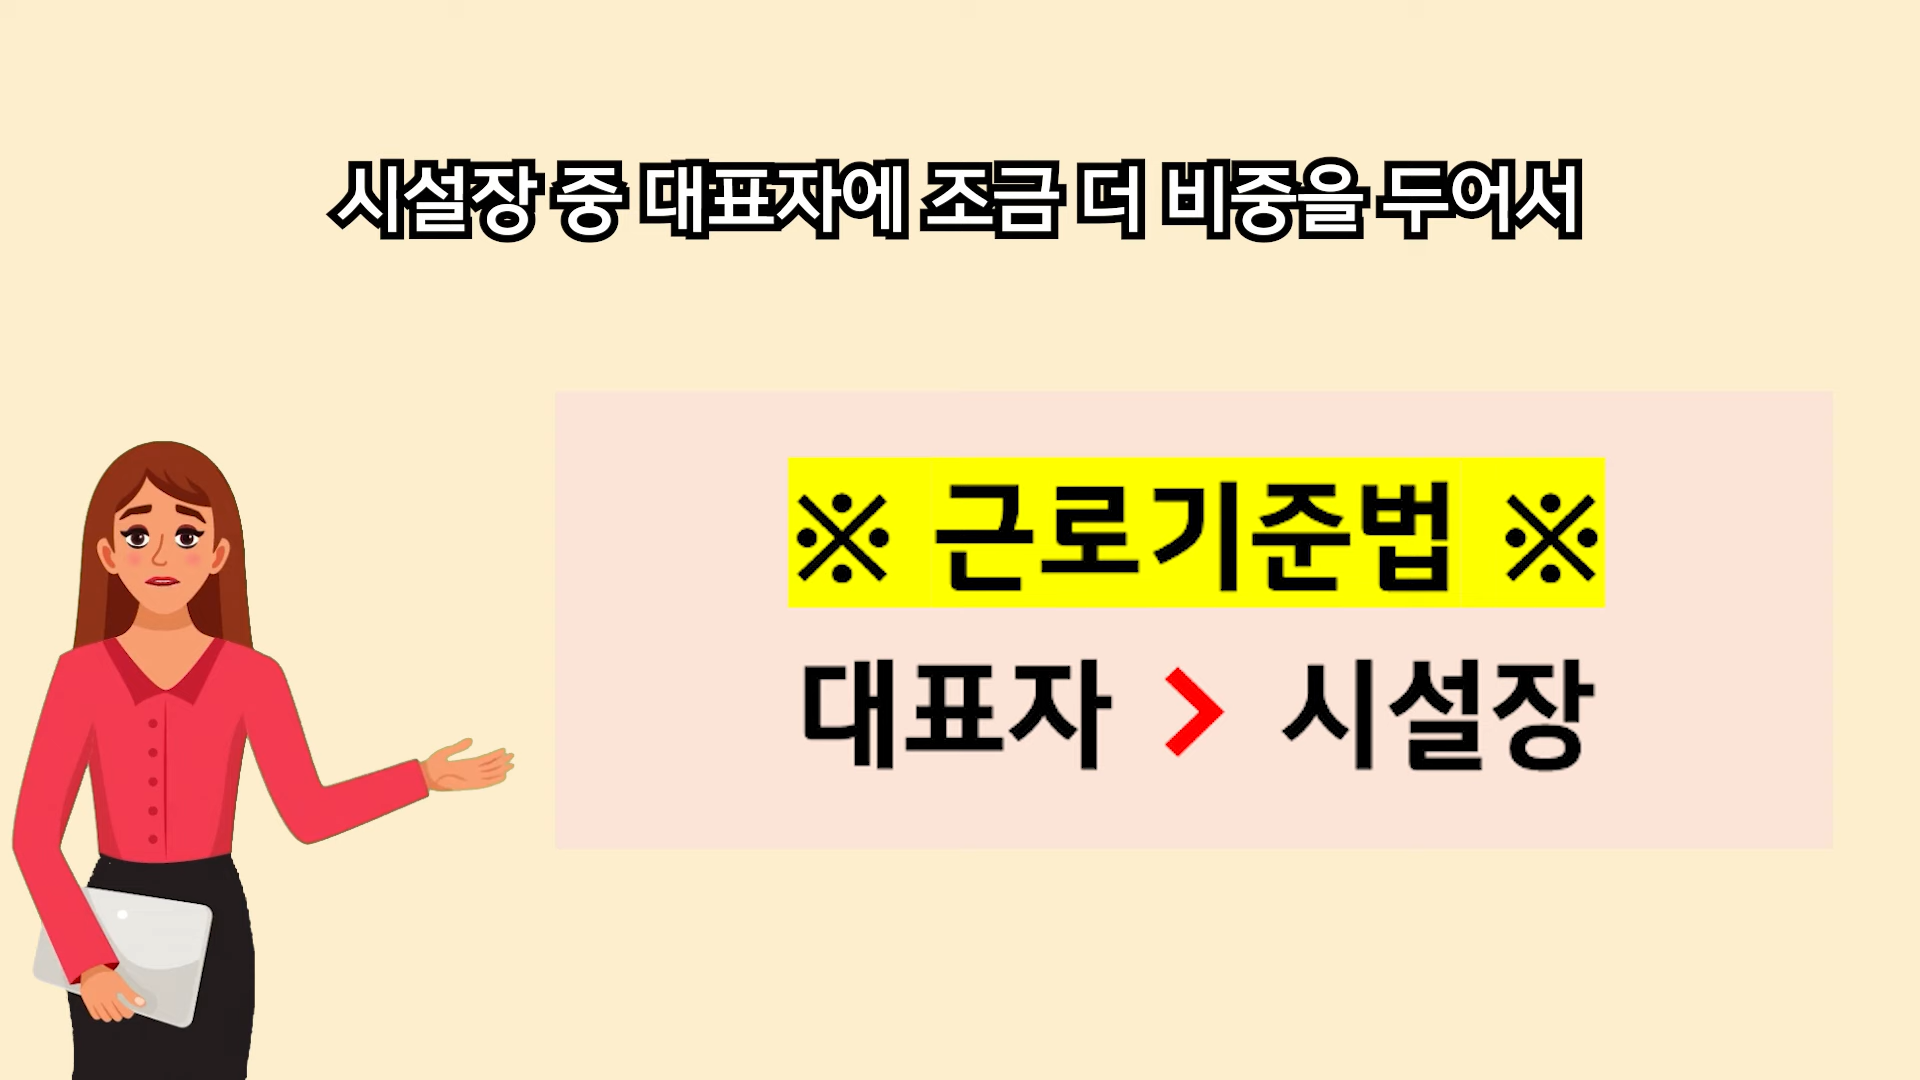 시설장 중 대표자에 조금 더 비중을 두어서
※ 근로기준법 ※
대표자 > 시설장